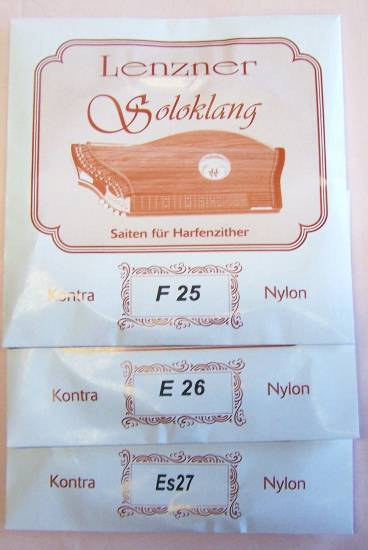 Lenzner
Soloklang
Saiten für Harfenzither
Kontra F 25 Nylon
Kontra E 26 Nylon
Kontra Es27 Nylon